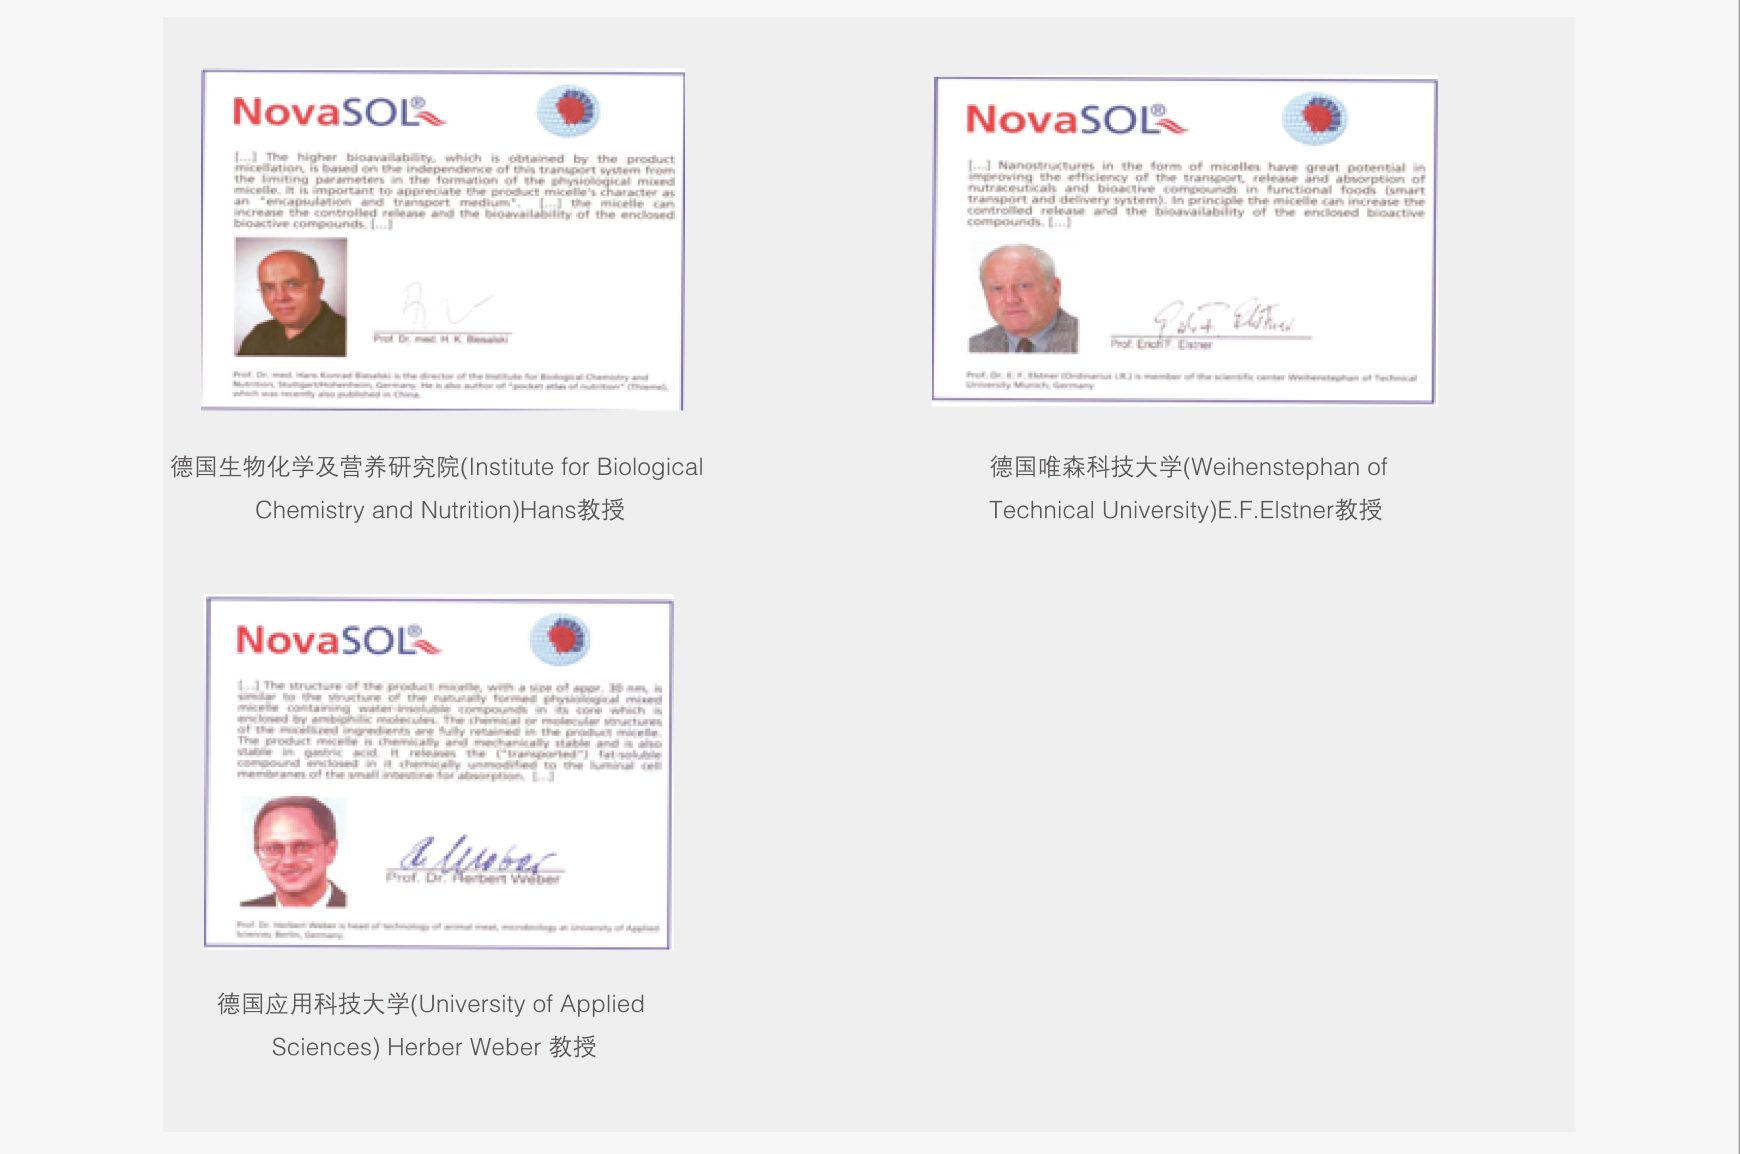 NovaSOL®
[...] The higher bioavailability, which is obtained by the product
micellation, is based on the independence of this transport system from
the limiting parameters in the formation of the physiological mixed
micelle. It is important to appreciate the product micelle's character as
an "encapsulation and transport medium". [...] the micelle can
increase the controlled release and the bioavailability of the enclosed
bioactive compounds. [...]
Prof. Dr. med. H. K. Biesalski
Prof. Dr. med. Hans Konrad Biesalski is the director of the Institute for Biological Chemistry and
Nutrition, Stuttgart/Hohenheim, Germany. He is also author of "pocket atlas of nutrition" (Thieme),
which was recently also published in China.
德国生物化学及营养研究院(Institute for Biological
Chemistry and Nutrition)Hans教授
NovaSOL®
[...] Nanostructures in the form of micelles have great potential in
improving the efficiency of the transport, release and absorption of
nutraceuticals and bioactive compounds in functional foods (smart
transport and delivery system). In principle the micelle can increase the
controlled release and the bioavailability of the enclosed bioactive
compounds. [...]
Prof. Erich F. Elstner
Prof. Dr. E. F. Elstner (Ordinarius i.R.) is member of the scientific center Weihenstephan of Technical
University Munich, Germany
德国唯森科技大学(Weihenstephan of
Technical University)E.F.Elstner教授
NovaSOL®
[...] The structure of the product micelle, with a size of appr. 30 nm, is
similar to the structure of the naturally formed physiological mixed
micelle containing water-insoluble compounds in its core which is
enclosed by ambiphilic molecules. The chemical or molecular structures
of the micellized ingredients are fully retained in the product micelle.
The product micelle is chemically and mechanically stable and is also
stable in gastric acid. It releases the ("transported") fat-soluble
compound enclosed in it chemically unmodified to the luminal cell
membranes of the small intestine for absorption. [...]
Prof. Dr. Herbert Weber
Prof. Dr. Herbert Weber is head of technology of animal meat, microbiology at University of Applied
Sciences, Berlin, Germany.
德国应用科技大学(University of Applied
Sciences) Herber Weber 教授